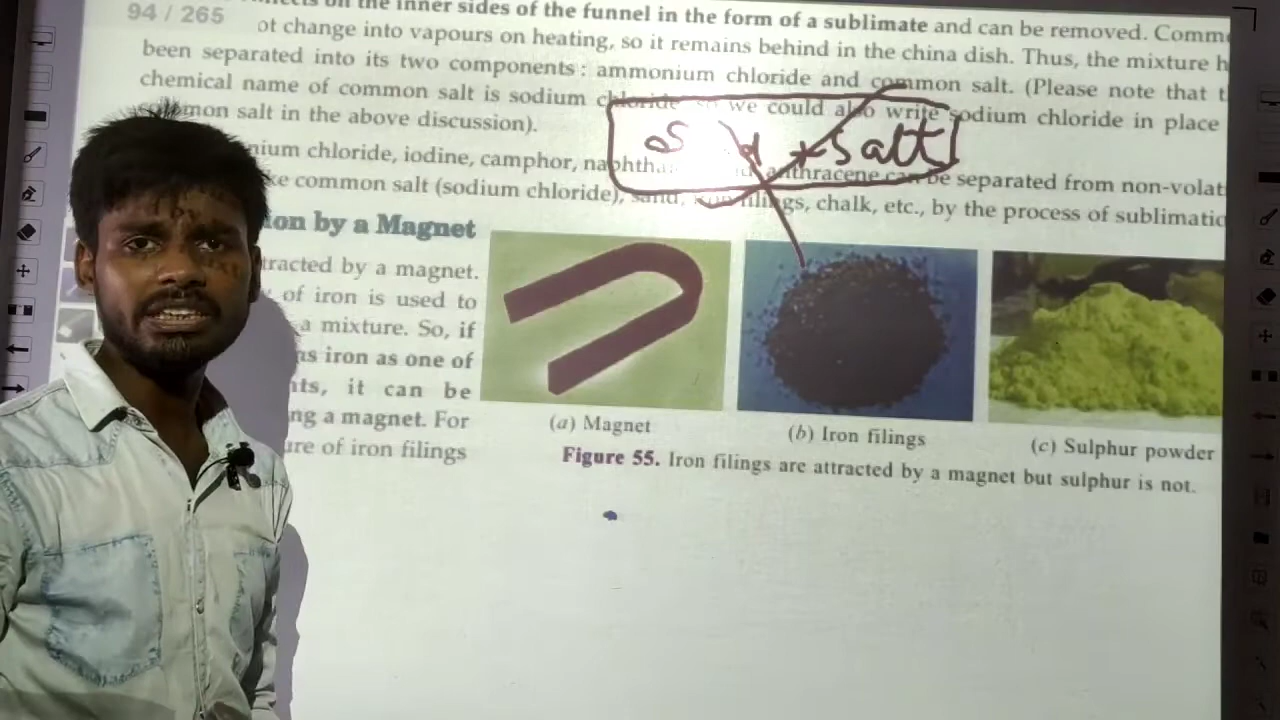 94 / 265
on the inner sides of the funnel in the form of a sublimate and can be removed. Comm
ot change into vapours on heating, so it remains behind in the china dish. Thus, the mixture h
been separated into its two components : ammonium chloride and common salt. (Please note that t
chemical name of common salt is sodium chloride so we could also write sodium chloride in place
common salt in the above discussion).
S Salt
nium chloride, iodine, camphor, naphtha anthracene can be separated from non-volat
ke common salt (sodium chloride), sand, iron filings, chalk, etc., by the process of sublimatio
ion by a Magnet
tracted by a magnet.
of iron is used to
a mixture. So, if
as iron as one of
nts, it can be
ng a magnet. For
ure of iron filings
(a) Magnet
(b) Iron filings
(c) Sulphur powder
Figure 55. Iron filings are attracted by a magnet but sulphur is not.